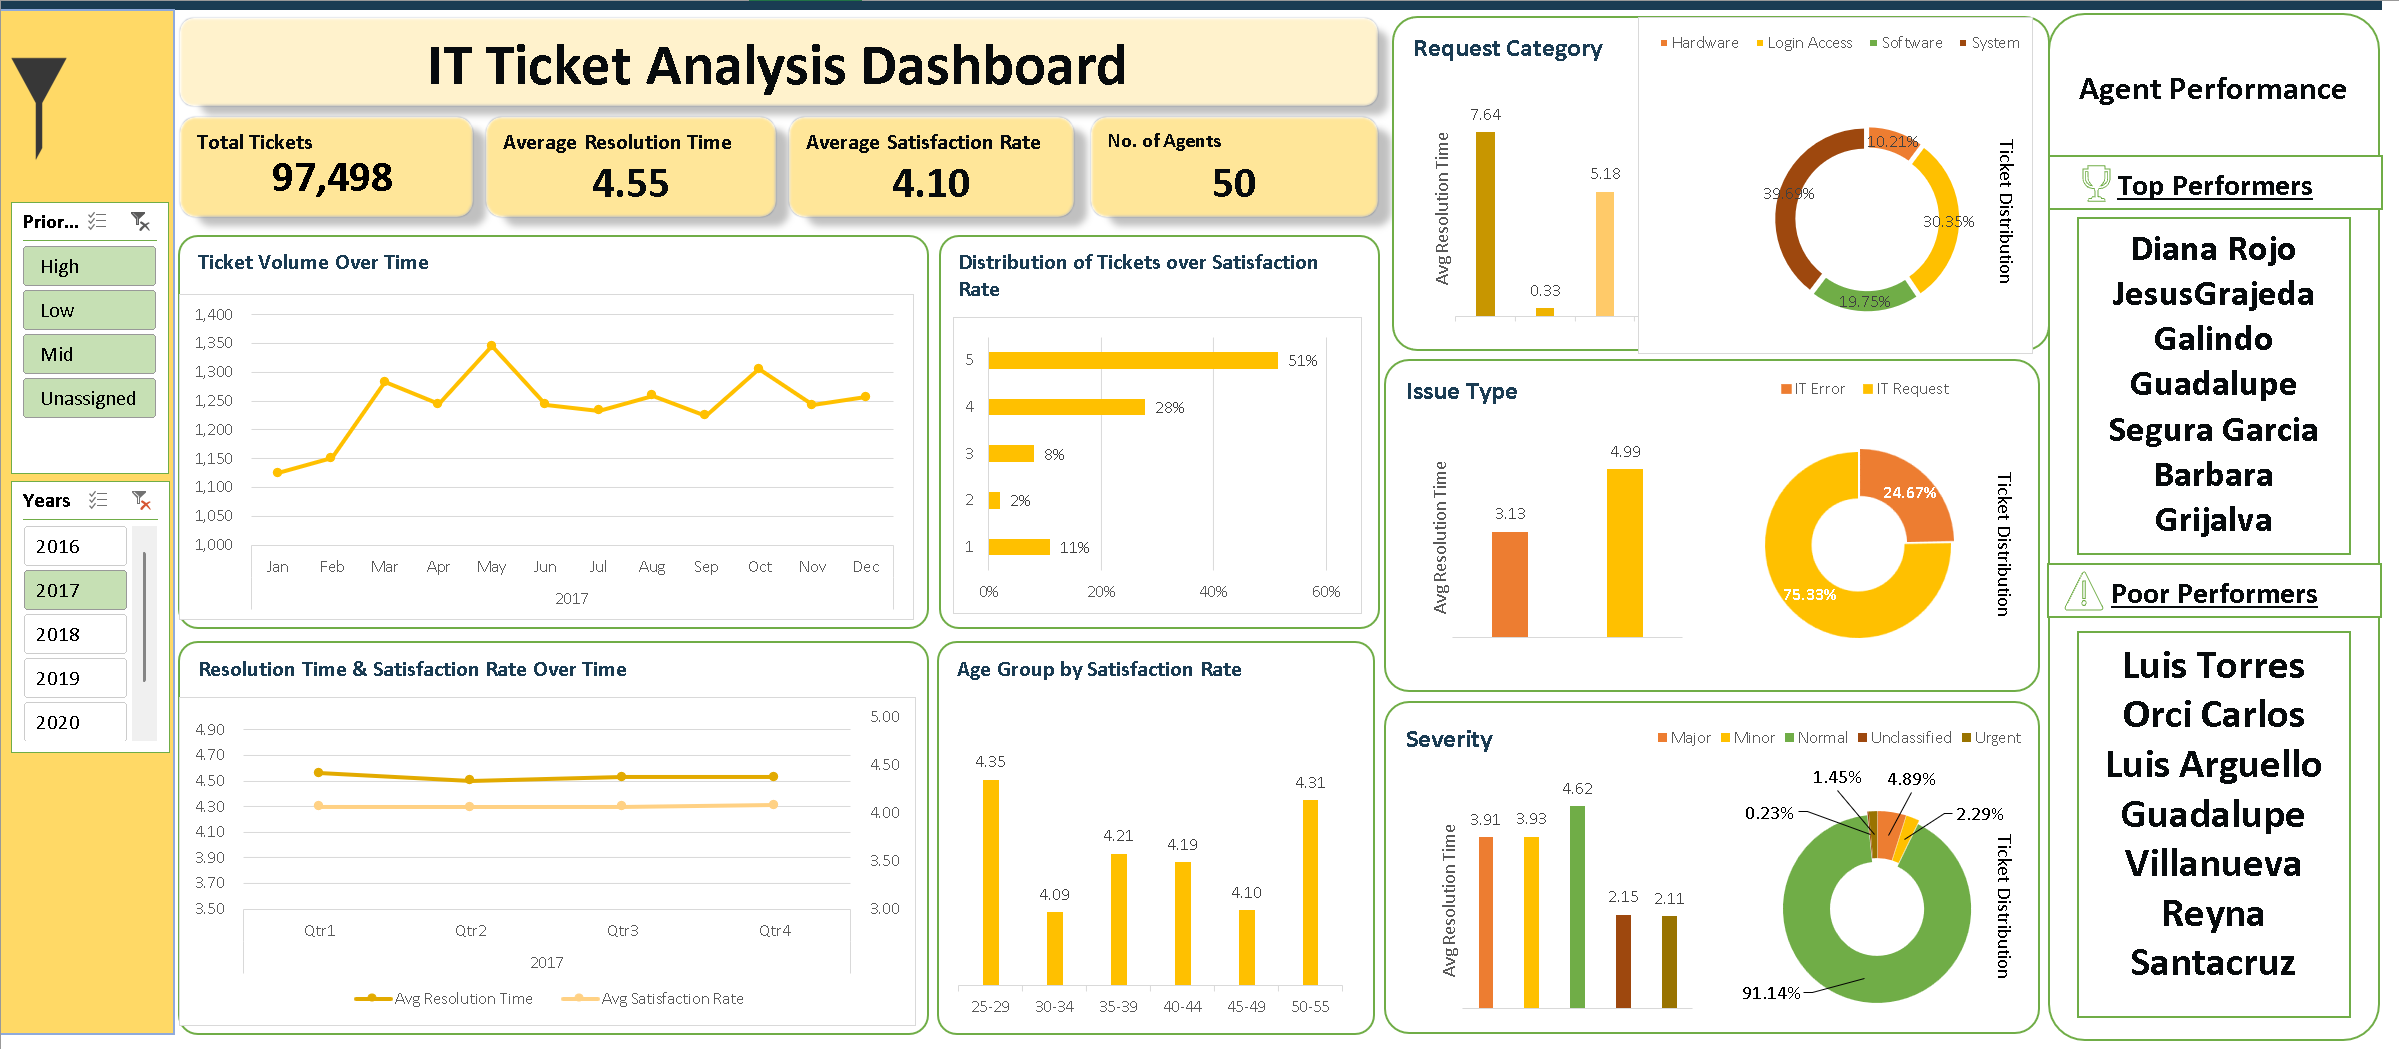 IT Ticket Analysis Dashboard
Total Tickets
97,498
Average Resolution Time
4.55
Average Satisfaction Rate
4.10
No. of Agents
50
Prior...
High
Low
Mid
Unassigned
Years
2016
2017
2018
2019
2020
Ticket Volume Over Time
1,400
1,350
1,300
1,250
1,200
1,150
1,100
1,050
1,000
Jan Feb Mar Apr May Jun Jul Aug Sep Oct Nov Dec
2017
Distribution of Tickets over Satisfaction
Rate
5 51%
4 28%
3 8%
2 2%
1 11%
0% 20% 40% 60%
Resolution Time & Satisfaction Rate Over Time
4.90
4.70
4.50
4.30
4.10
3.90
3.70
3.50
5.00
4.50
4.00
3.50
3.00
Qtr1 Qtr2 Qtr3 Qtr4
2017
Avg Resolution Time Avg Satisfaction Rate
Age Group by Satisfaction Rate
4.35
4.09
4.21
4.19
4.10
4.31
25-29 30-34 35-39 40-44 45-49 50-55
Request Category
Avg Resolution Time
7.64
0.33
5.18
Hardware Login Access Software System
10.21%
30.35%
19.75%
39.69%
Ticket Distribution
Issue Type
Avg Resolution Time
3.13
4.99
IT Error IT Request
24.67%
75.33%
Ticket Distribution
Severity
Avg Resolution Time
3.91
3.93
4.62
2.15
2.11
Major Minor Normal Unclassified Urgent
1.45%
4.89%
0.23%
2.29%
91.14%
Ticket Distribution
Agent Performance
Top Performers
Diana Rojo
JesusGrajeda
Galindo
Guadalupe
Segura Garcia
Barbara
Grijalva
Poor Performers
Luis Torres
Orci Carlos
Luis Arguello
Guadalupe
Villanueva
Reyna
Santacruz